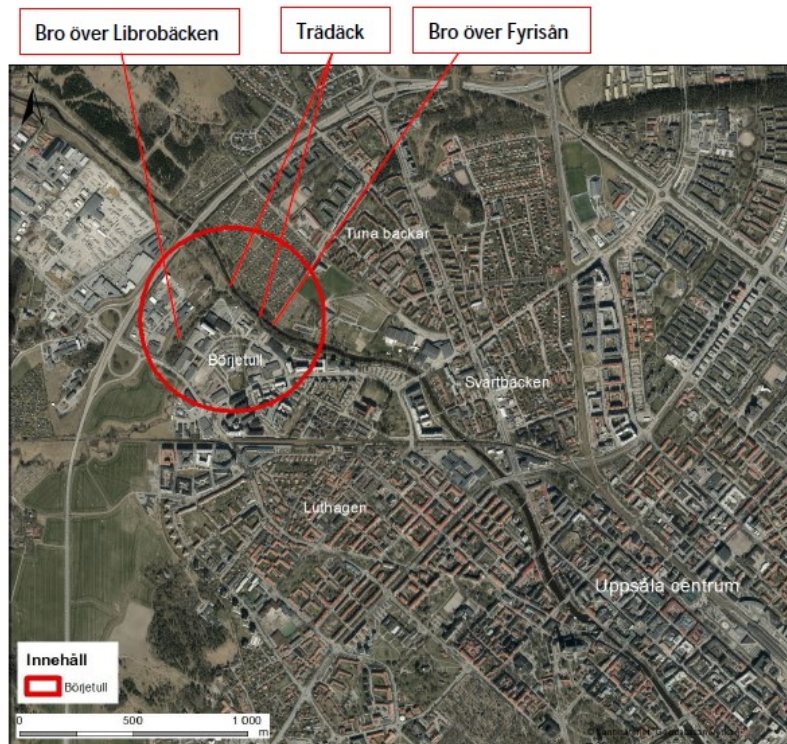 Bro över Librobäcken
Trädäck
Bro över Fyrisån
N
Tuna backar
Börjetull
Svartbäcken
Luthagen
Uppsala centrum
Innehåll
Börjetull
0 500 1 000
m